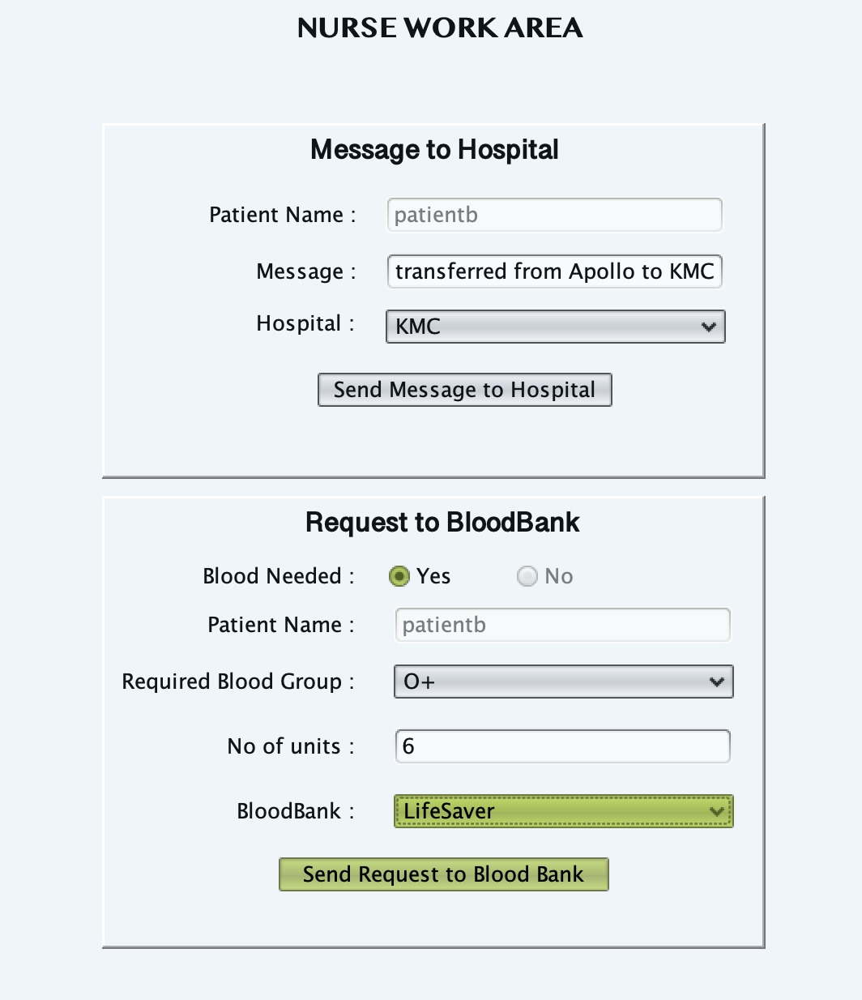 NURSE WORK AREA
Message to Hospital
Patient Name : patientb
Message : transferred from Apollo to KMC
Hospital : KMC
Send Message to Hospital
Request to BloodBank
Blood Needed : Yes No
Patient Name : patientb
Required Blood Group : O+
No of units : 6
BloodBank : LifeSaver
Send Request to Blood Bank